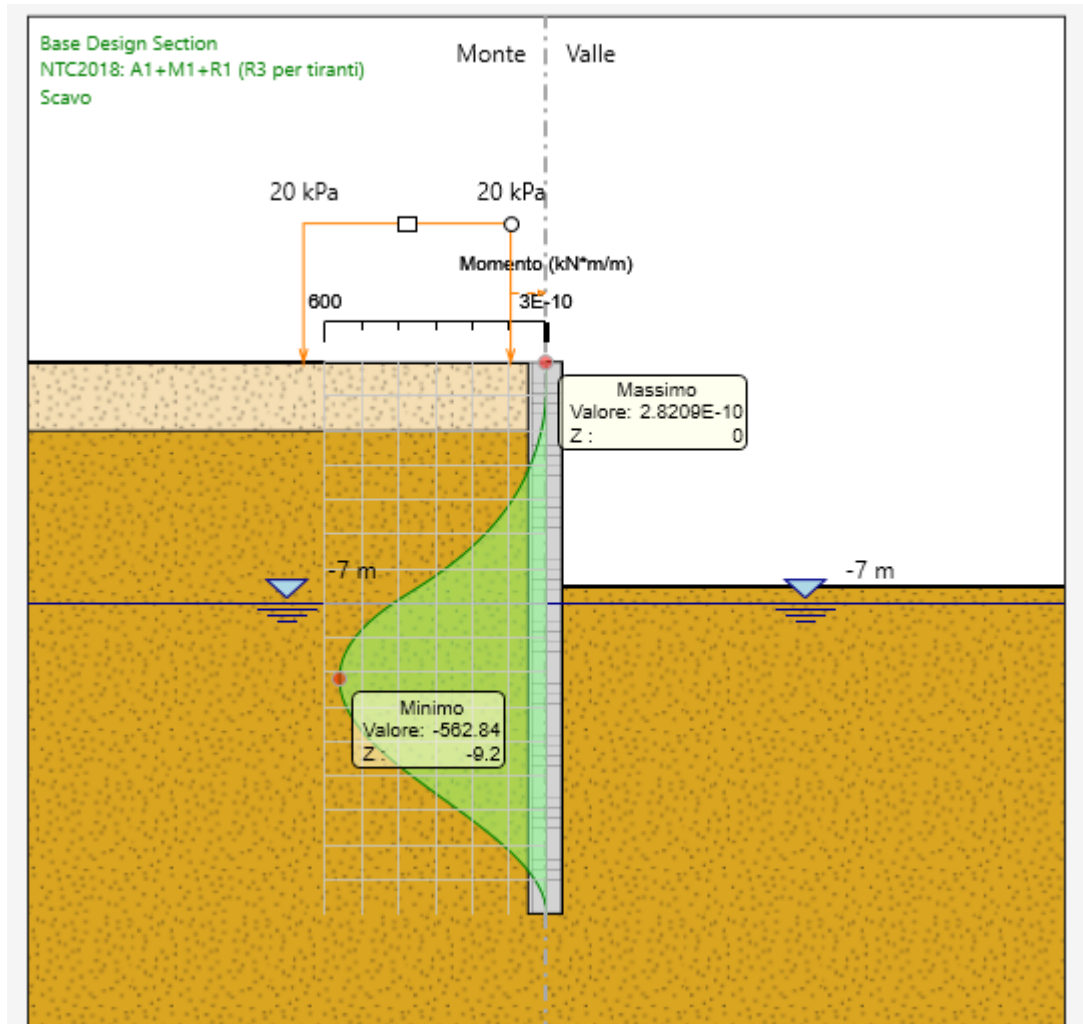 Base Design Section
NTC2018: A1+M1+R1 (R3 per tiranti)
Scavo
Monte
Valle
20 kPa
20 kPa
Momento (kN*m/m)
600
3E-10
Massimo
Valore: 2.8209E-10
Z : 0
-7 m
-7 m
Minimo
Valore: -562.84
Z : -9.2